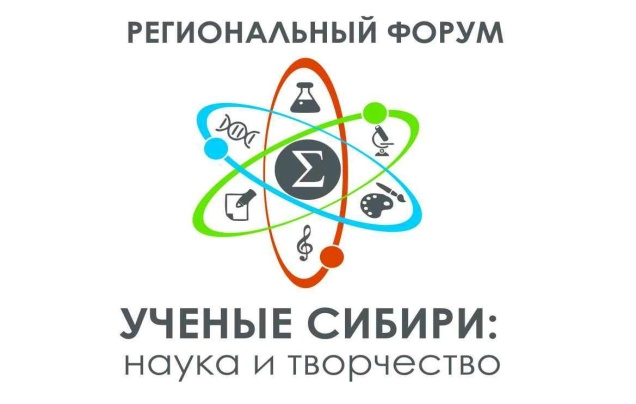 РЕГИОНАЛЬНЫЙ ФОРУМ
Σ
УЧЕНЫЕ СИБИРИ:
наука и творчество